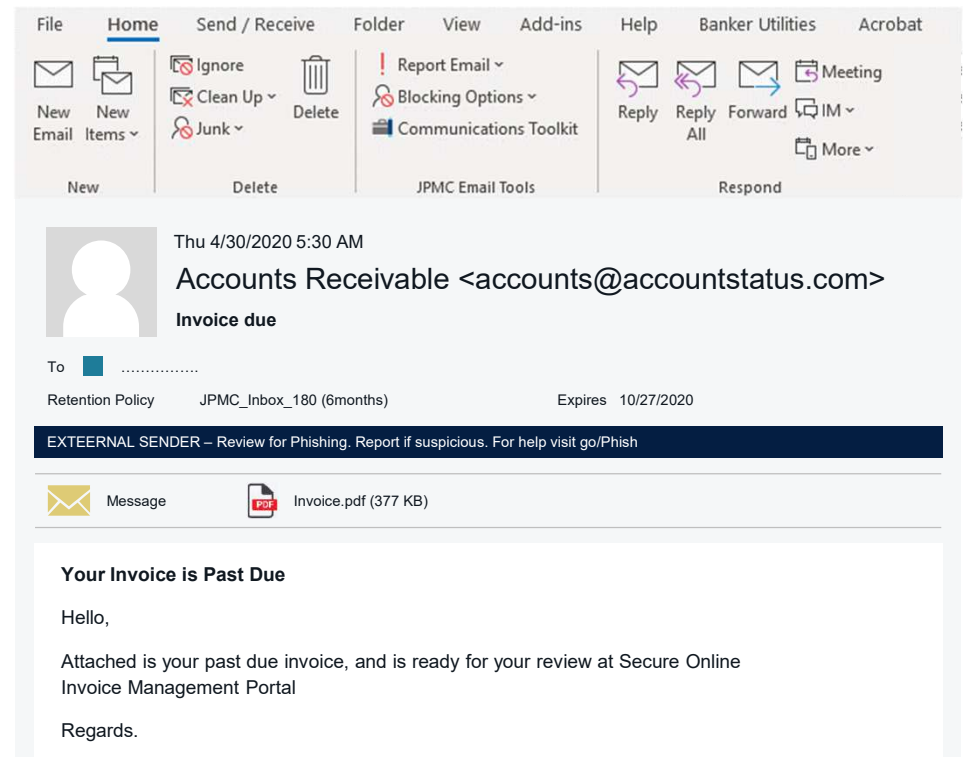 File Home Send / Receive Folder View Add-ins Help Banker Utilities Acrobat
New Email
New Items
Ignore
Clean Up
Junk
Delete
Report Email
Blocking Options
Communications Toolkit
Reply
Reply All
Forward
Meeting
IM
More
New Delete JPMC Email Tools Respond
Thu 4/30/2020 5:30 AM
Accounts Receivable <accounts@accountstatus.com>
Invoice due
To ................
Retention Policy JPMC_Inbox_180 (6months) Expires 10/27/2020
EXTEERNAL SENDER – Review for Phishing. Report if suspicious. For help visit go/Phish
Message PDF Invoice.pdf (377 KB)
Your Invoice is Past Due
Hello,
Attached is your past due invoice, and is ready for your review at Secure Online
Invoice Management Portal
Regards.